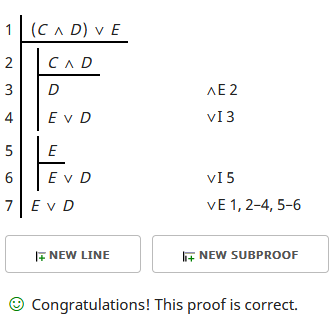 1 (C ∧ D) ∨ E
2 C ∧ D
3 D ∧E 2
4 E ∨ D ∨I 3
5 E
6 E ∨ D ∨I 5
7 E ∨ D ∨E 1, 2–4, 5–6
NEW LINE NEW SUBPROOF
Congratulations! This proof is correct.